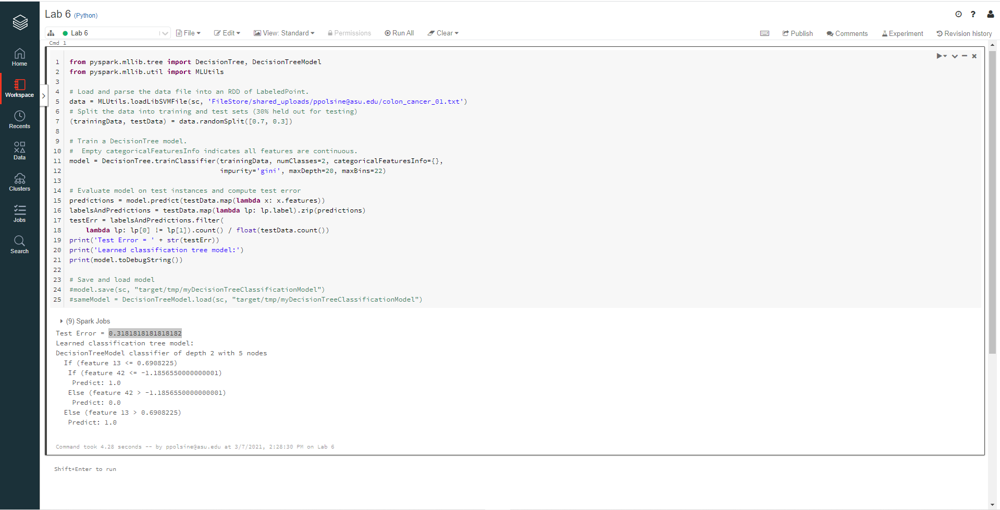 Lab 6 (Python)
Lab 6
File
Edit
View: Standard
Permissions
Run All
Clear
Publish
Comments
Experiment
Revision history
Home
Workspace
Recents
Data
Clusters
Jobs
Search
Cmd 1
1 from pyspark.mllib.tree import DecisionTree, DecisionTreeModel
2 from pyspark.mllib.util import MLUtils
3
4 # Load and parse the data file into an RDD of LabeledPoint.
5 data = MLUtils.loadLibSVMFile(sc, 'FileStore/shared_uploads/ppolsine@asu.edu/colon_cancer_01.txt')
6 # Split the data into training and test sets (30% held out for testing)
7 (trainingData, testData) = data.randomSplit([0.7, 0.3])
8
9 # Train a DecisionTree model.
10 #  Empty categoricalFeaturesInfo indicates all features are continuous.
11 model = DecisionTree.trainClassifier(trainingData, numClasses=2, categoricalFeaturesInfo={},
12                                      impurity='gini', maxDepth=20, maxBins=22)
13
14 # Evaluate model on test instances and compute test error
15 predictions = model.predict(testData.map(lambda x: x.features))
16 labelsAndPredictions = testData.map(lambda lp: lp.label).zip(predictions)
17 testErr = labelsAndPredictions.filter(
18     lambda lp: lp[0] != lp[1]).count() / float(testData.count())
19 print('Test Error = ' + str(testErr))
20 print('Learned classification tree model:')
21 print(model.toDebugString())
22
23 # Save and load model
24 #model.save(sc, "target/tmp/myDecisionTreeClassificationModel")
25 #sameModel = DecisionTreeModel.load(sc, "target/tmp/myDecisionTreeClassificationModel")
(9) Spark Jobs
Test Error = 0.3181818181818182
Learned classification tree model:
DecisionTreeModel classifier of depth 2 with 5 nodes
  If (feature 13 <= 0.6908225)
   If (feature 42 <= -1.1856550000000001)
    Predict: 1.0
   Else (feature 42 > -1.1856550000000001)
    Predict: 0.0
  Else (feature 13 > 0.6908225)
   Predict: 1.0
Command took 4.28 seconds -- by ppolsine@asu.edu at 3/7/2021, 2:28:30 PM on Lab 6
Shift+Enter to run